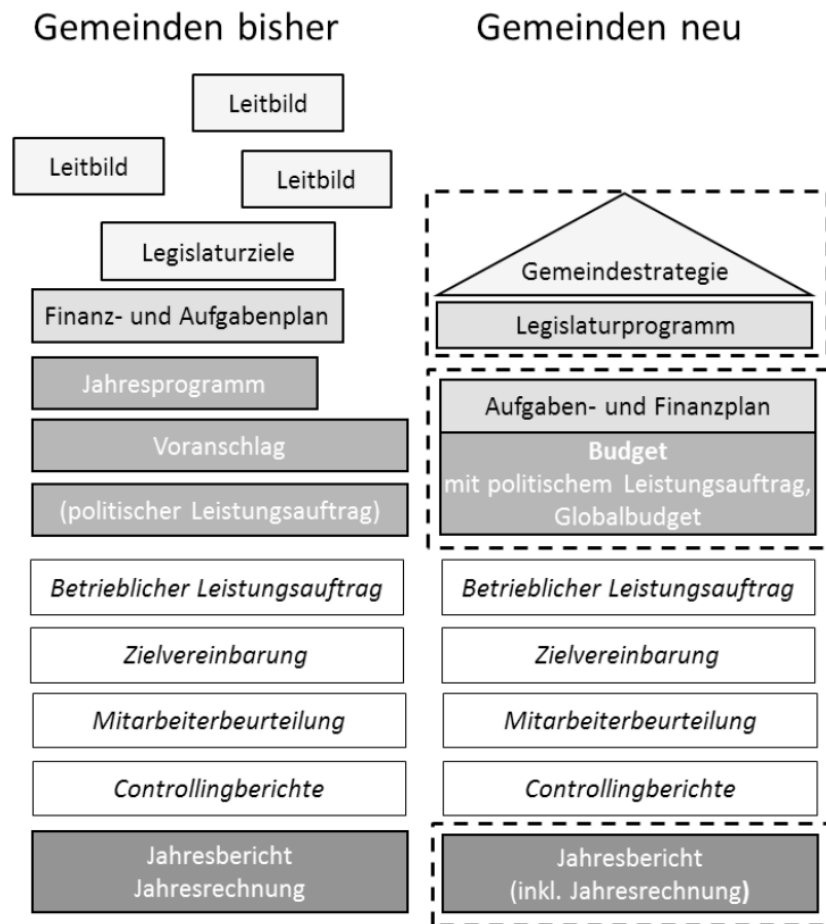 Gemeinden bisher
Leitbild
Leitbild
Leitbild
Legislaturziele
Finanz- und Aufgabenplan
Jahresprogramm
Voranschlag
(politischer Leistungsauftrag)
Betrieblicher Leistungsauftrag
Zielvereinbarung
Mitarbeiterbeurteilung
Controllingberichte
Jahresbericht
Jahresrechnung
Gemeinden neu
Gemeindestrategie
Legislaturprogramm
Aufgaben- und Finanzplan
Budget
mit politischem Leistungsauftrag,
Globalbudget
Betrieblicher Leistungsauftrag
Zielvereinbarung
Mitarbeiterbeurteilung
Controllingberichte
Jahresbericht
(inkl. Jahresrechnung)